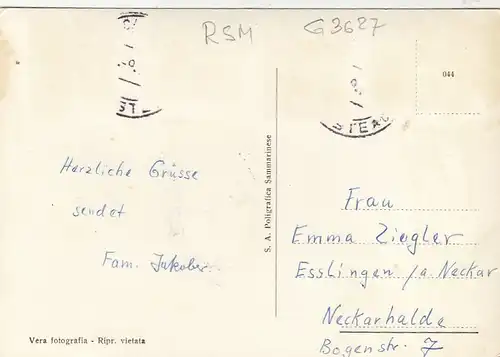 RSM
G3627
044
Herzliche Grüsse
sendet
Fam.
S. A. Poligrafica Sammarinese
Frau
Emma Ziegler
Esslingen /a Neckar
Neckarhalde
Bogenstr. 7
Vera fotografia - Ripr. vietata